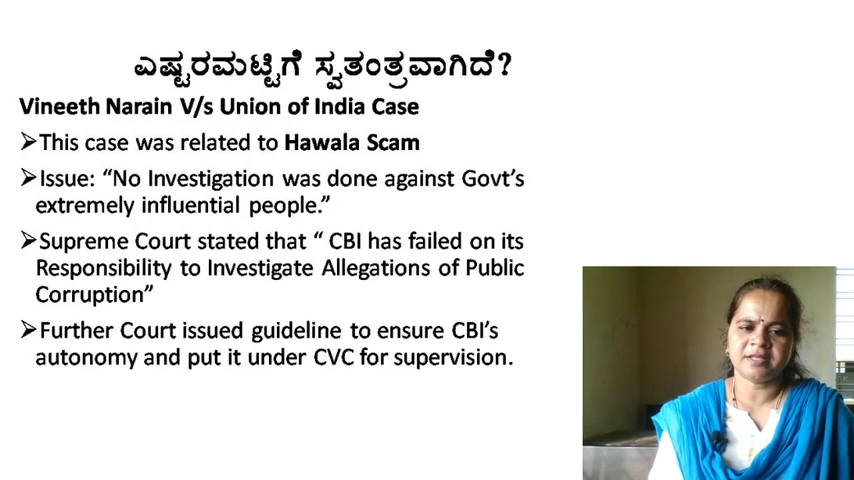 ಎಷ್ಟರಮಟ್ಟಿಗೆ ಸ್ವತಂತ್ರವಾಗಿದೆ?
Vineeth Narain V/s Union of India Case
➢This case was related to Hawala Scam
➢Issue: “No Investigation was done against Govt’s
extremely influential people.”
➢Supreme Court stated that “ CBI has failed on its
Responsibility to Investigate Allegations of Public
Corruption”
➢Further Court issued guideline to ensure CBI’s
autonomy and put it under CVC for supervision.